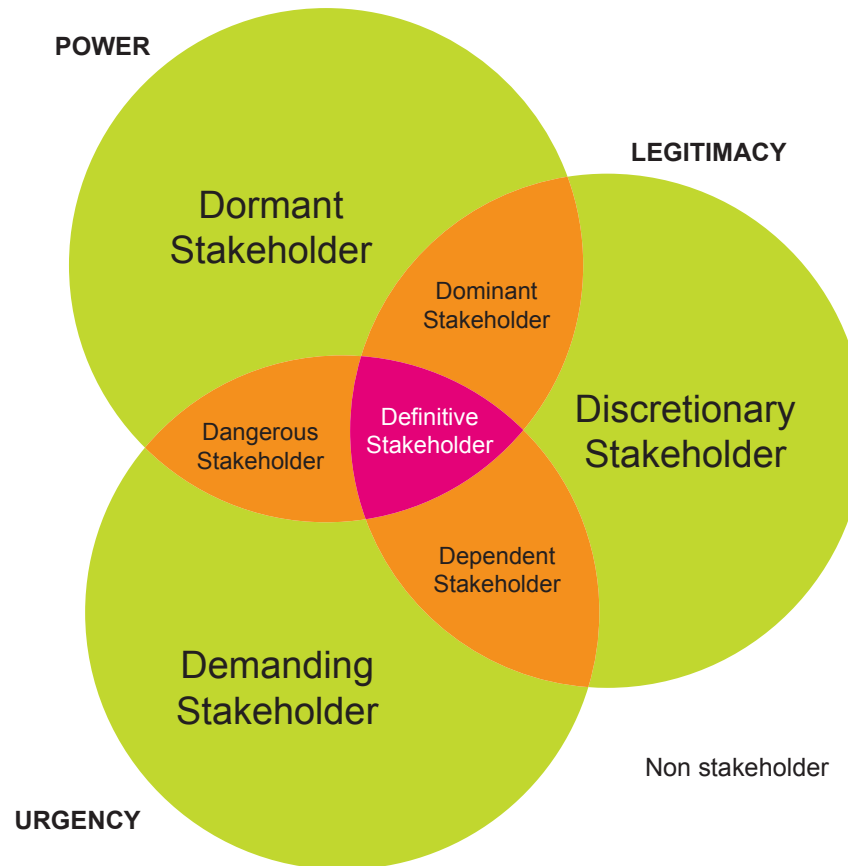 POWER
LEGITIMACY
Dormant
Stakeholder
Dominant
Stakeholder
Discretionary
Stakeholder
Dangerous
Stakeholder
Definitive
Stakeholder
Dependent
Stakeholder
Demanding
Stakeholder
Non stakeholder
URGENCY